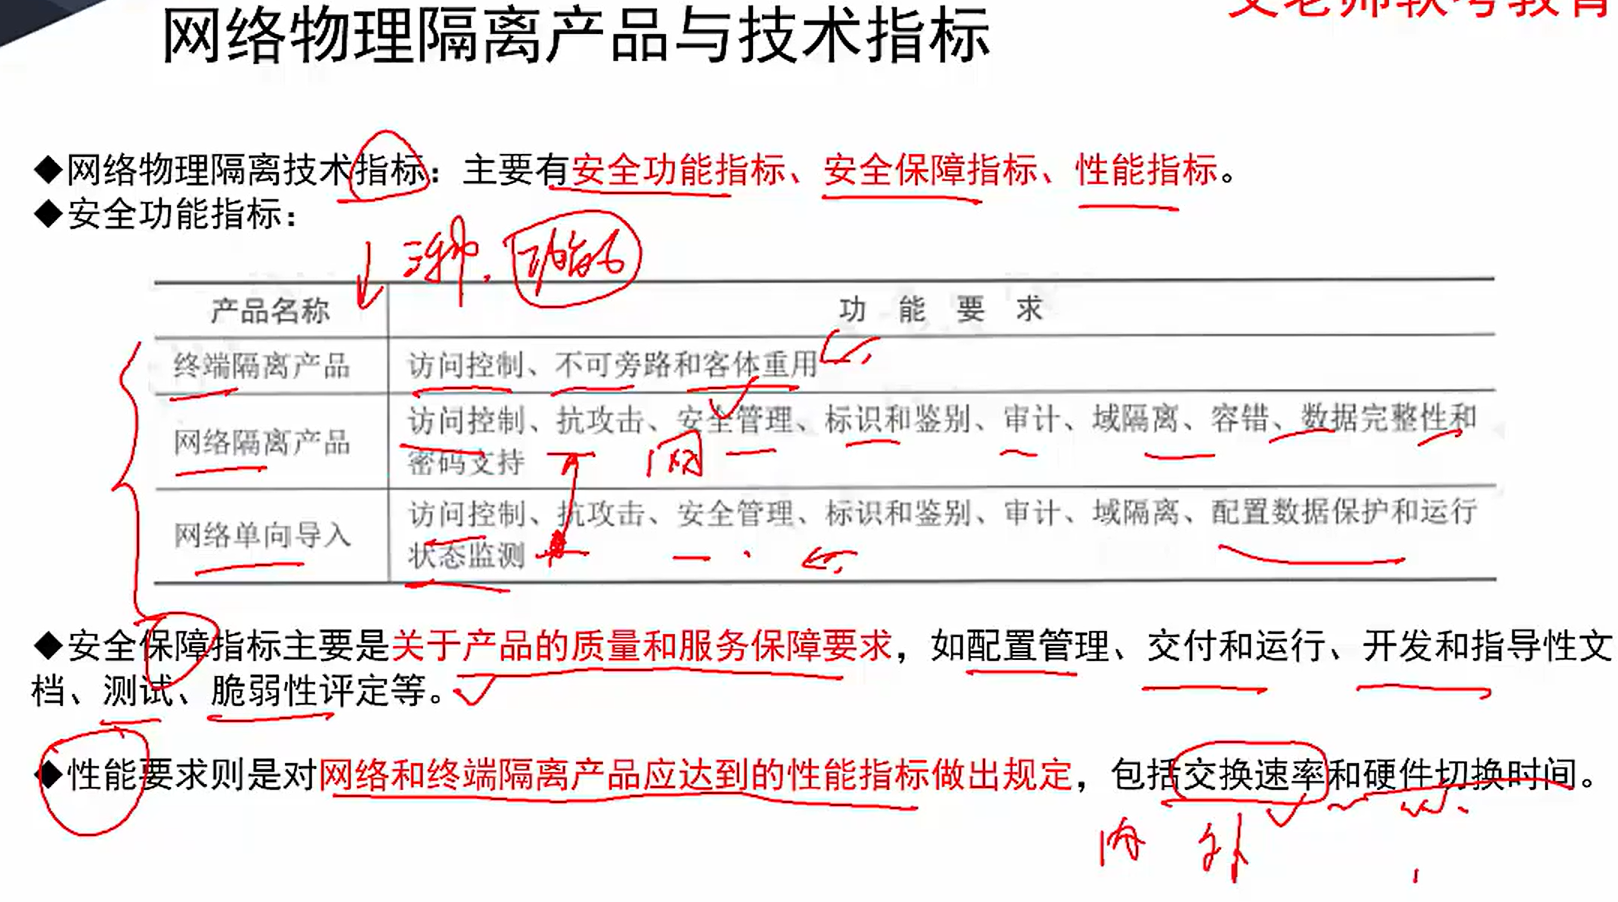 艾老师软考教育
网络物理隔离产品与技术指标
◆网络物理隔离技术指标：主要有安全功能指标、安全保障指标、性能指标。
◆安全功能指标：
三种. 功能
产品名称 功能要求
终端隔离产品 访问控制、不可旁路和客体重用
网络隔离产品 访问控制、抗攻击、安全管理、标识和鉴别、审计、域隔离、容错、数据完整性和
密码支持
网
网络单向导入 访问控制、抗攻击、安全管理、标识和鉴别、审计、域隔离、配置数据保护和运行
状态监测
◆安全保障指标主要是关于产品的质量和服务保障要求，如配置管理、交付和运行、开发和指导性文
档、测试、脆弱性评定等。
◆性能要求则是对网络和终端隔离产品应达到的性能指标做出规定，包括交换速率和硬件切换时间。
内 外